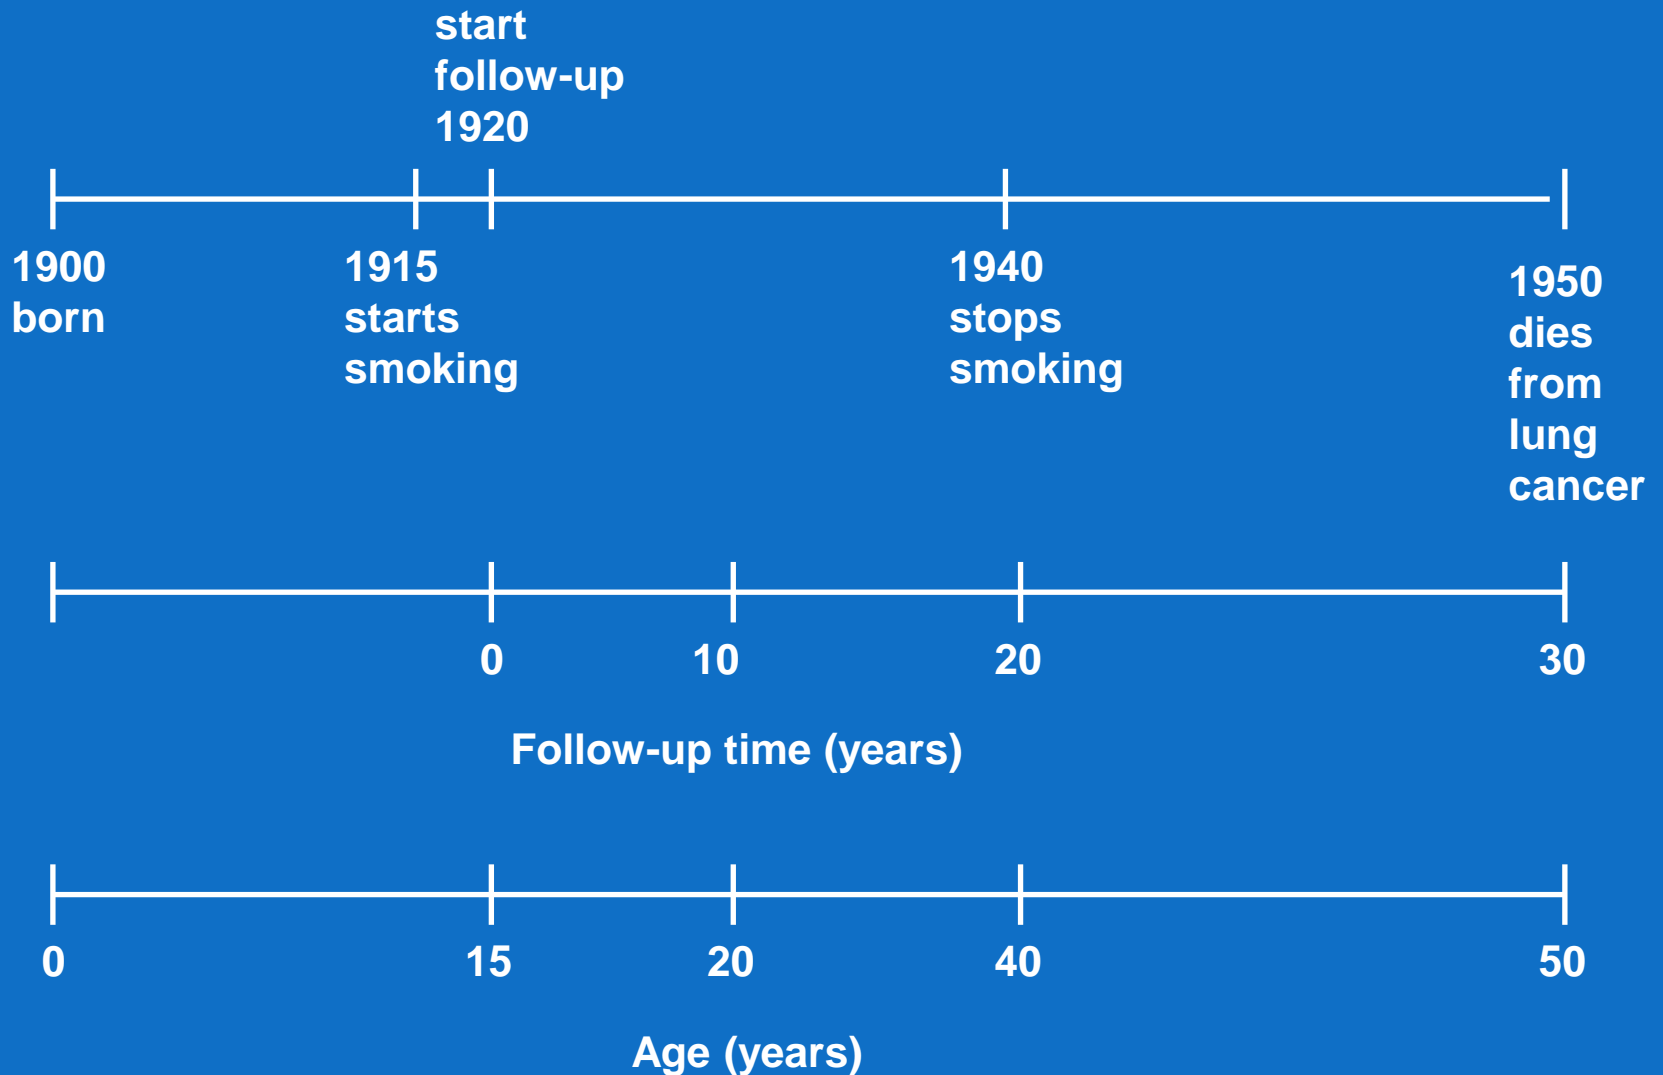 start
follow-up
1920
1900
born
1915
starts
smoking
1940
stops
smoking
1950
dies
from
lung
cancer
0 10 20 30
Follow-up time (years)
0 15 20 40 50
Age (years)